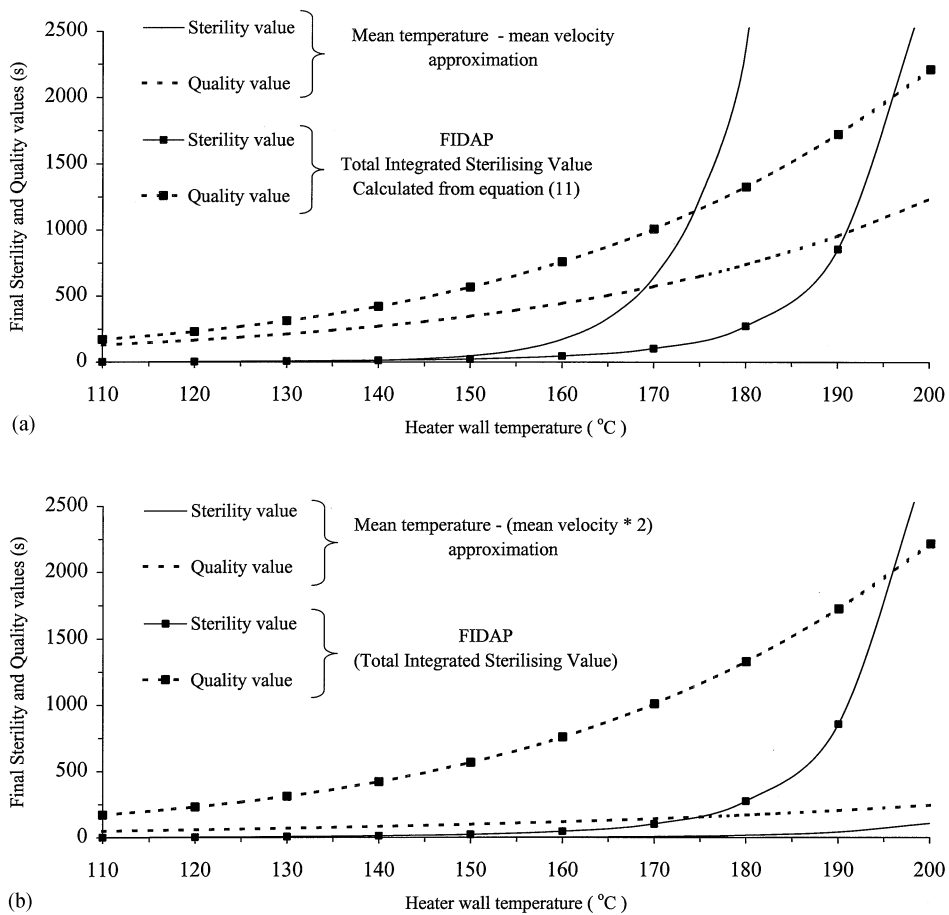 2500
2000
1500
1000
500
0
Final Sterility and Quality values (s)
Sterility value
Quality value
Mean temperature - mean velocity
approximation
Sterility value
Quality value
FIDAP
Total Integrated Sterilising Value
Calculated from equation (11)
110 120 130 140 150 160 170 180 190 200
(a)
Heater wall temperature ( °C )
2500
2000
1500
1000
500
0
Final Sterility and Quality values (s)
Sterility value
Quality value
Mean temperature - (mean velocity * 2)
approximation
Sterility value
Quality value
FIDAP
(Total Integrated Sterilising Value)
110 120 130 140 150 160 170 180 190 200
(b)
Heater wall temperature ( °C )